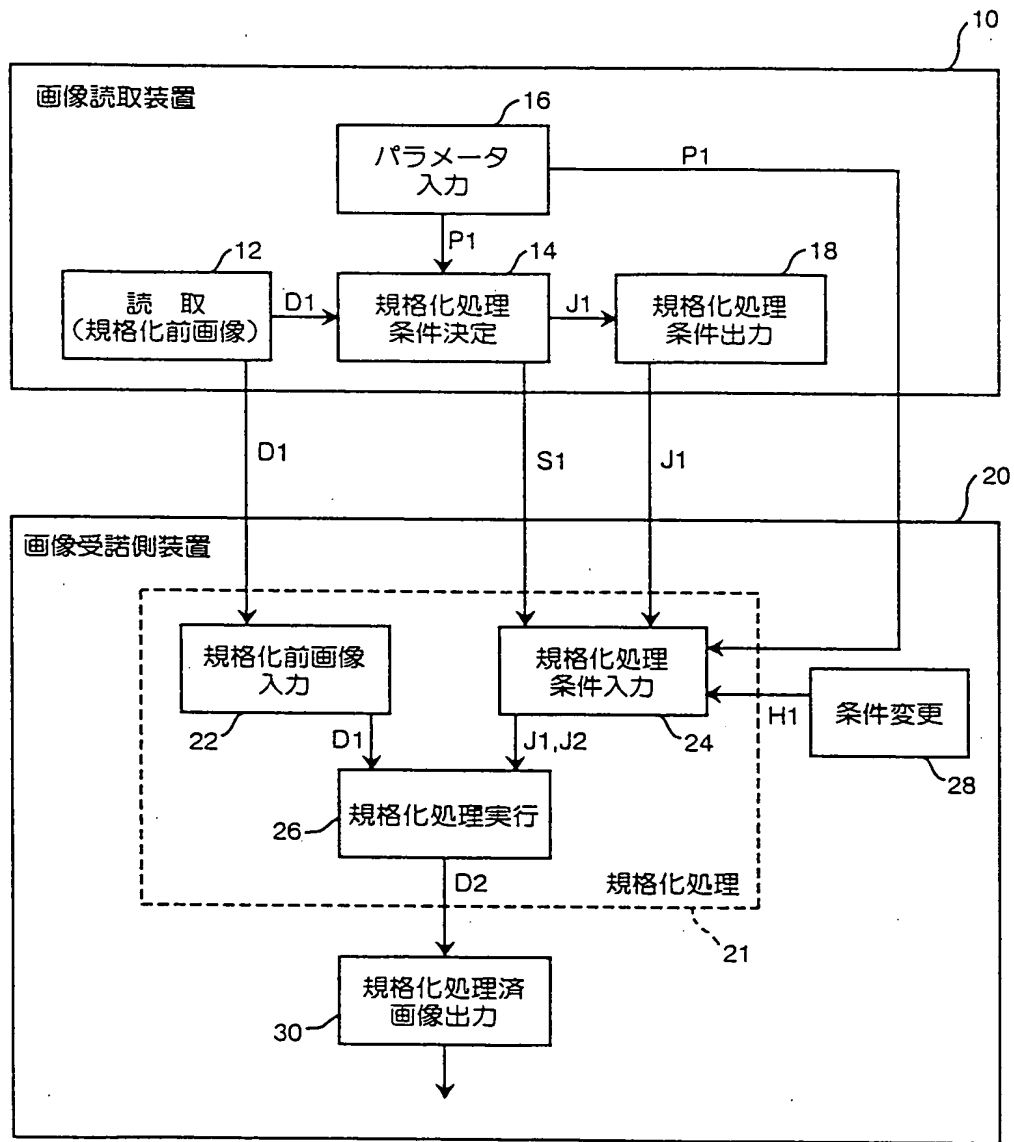 10
画像読取装置
16
パラメータ
入力
P1
P1
12
読 取
(規格化前画像)
D1
14
規格化処理
条件決定
J1
18
規格化処理
条件出力
D1
S1
J1
20
画像受諾側装置
規格化前画像
入力
22
規格化処理
条件入力
24
H1
条件変更
28
D1
J1,J2
26
規格化処理実行
D2
規格化処理
21
規格化処理済
画像出力
30